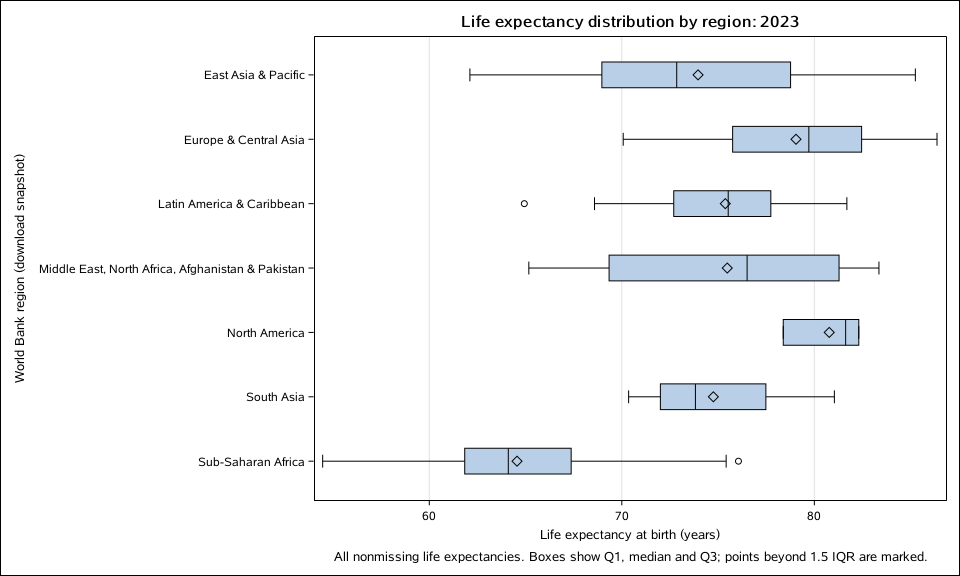 Life expectancy distribution by region: 2023
World Bank region (download snapshot)
East Asia & Pacific
Europe & Central Asia
Latin America & Caribbean
Middle East, North Africa, Afghanistan & Pakistan
North America
South Asia
Sub-Saharan Africa
60 70 80
Life expectancy at birth (years)
All nonmissing life expectancies. Boxes show Q1, median and Q3; points beyond 1.5 IQR are marked.